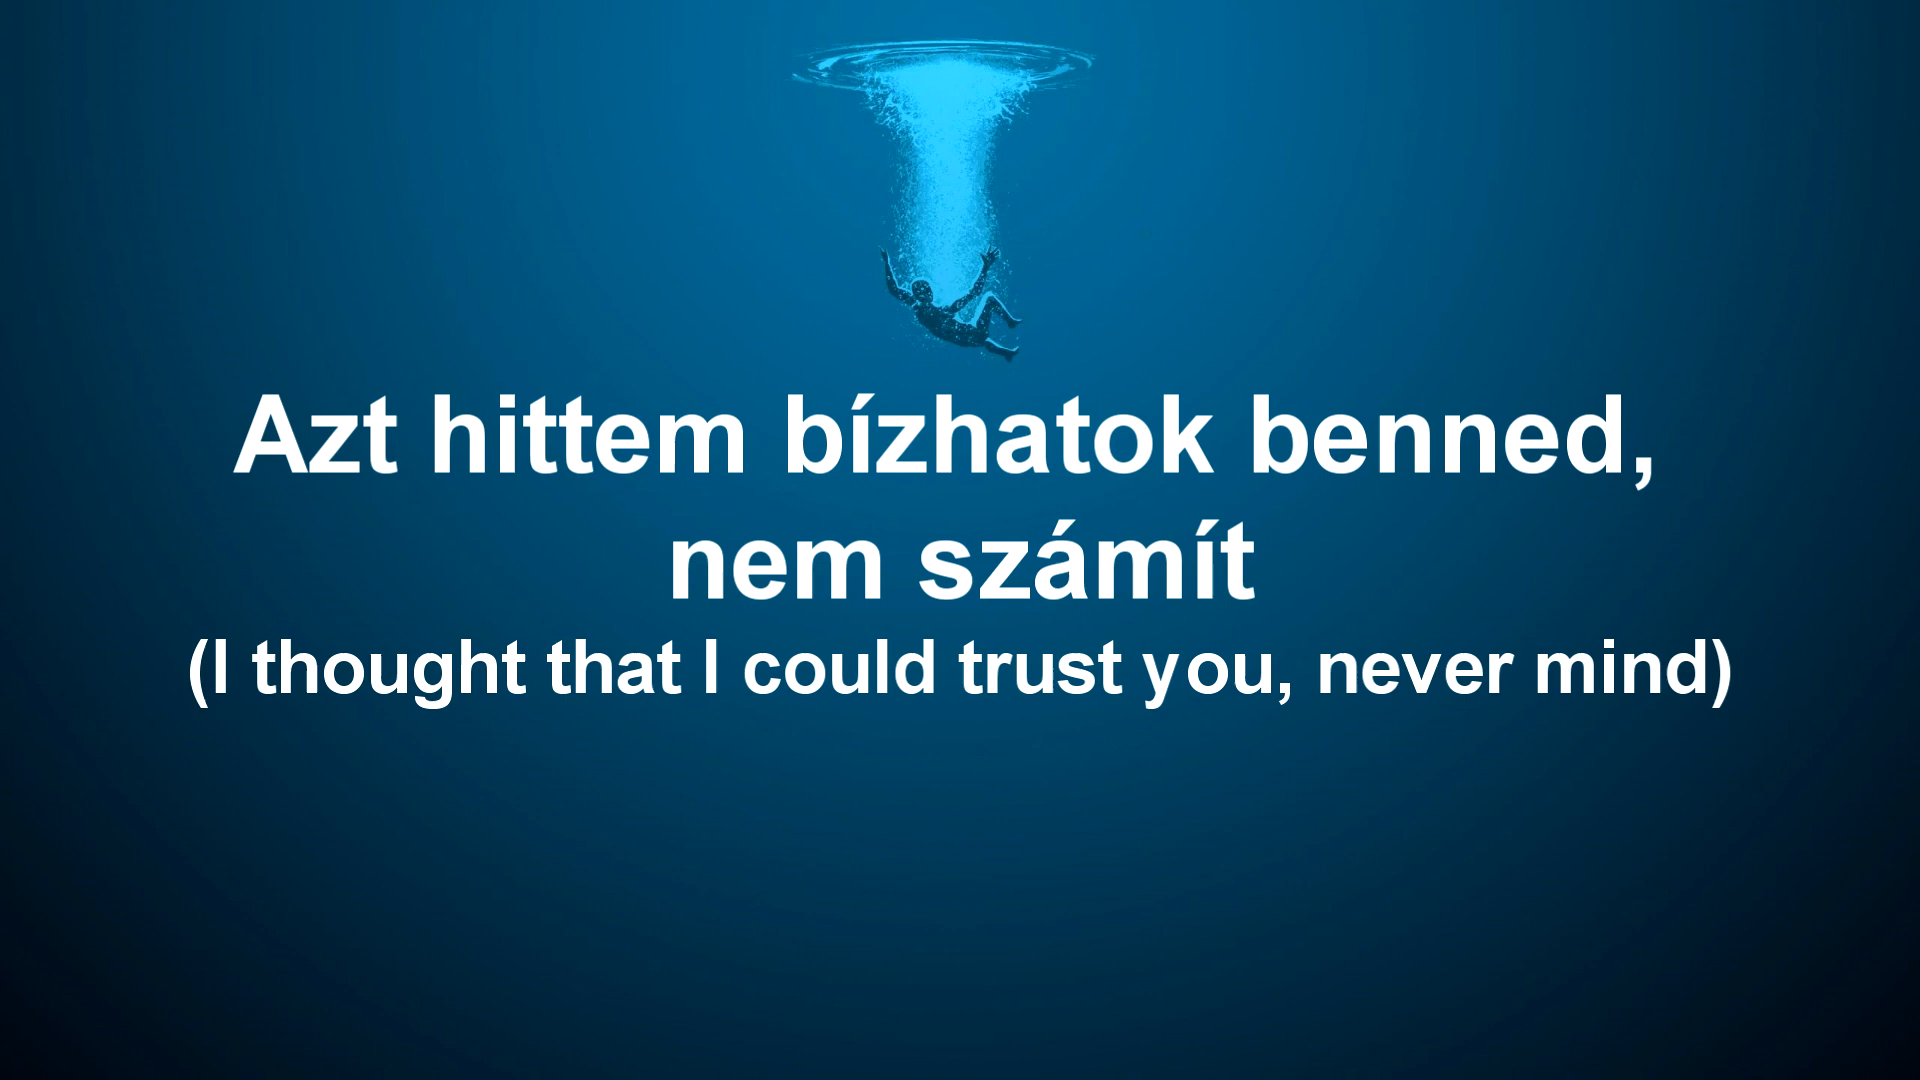 Azt hittem bízhatok benned,
nem számít
(I thought that I could trust you, never mind)